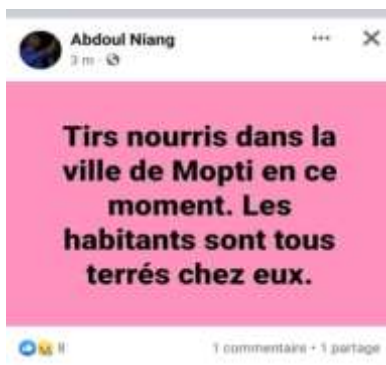 Abdoul Niang
3 m
Tirs nourris dans la
ville de Mopti en ce
moment. Les
habitants sont tous
terrés chez eux.
1 commentaire • 1 partage